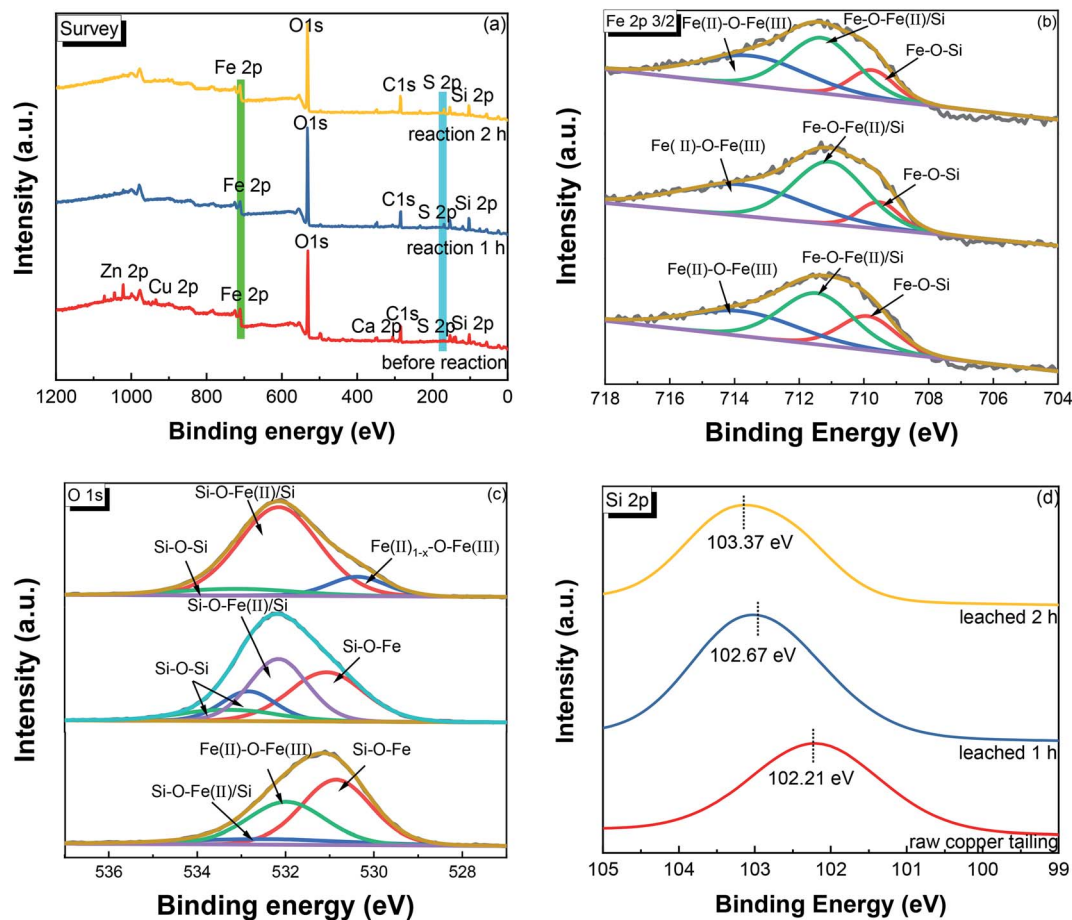 Survey
(a)
O1s
Fe 2p
C1s
S 2p
Si 2p
reaction 2 h
O1s
Fe 2p
C1s
S 2p
Si 2p
reaction 1 h
O1s
Zn 2p
Cu 2p
Fe 2p
Ca 2p
C1s
S 2p
Si 2p
before reaction
1200 1000 800 600 400 200 0
Binding energy (eV)
Intensity (a.u.)
Fe 2p 3/2
(b)
Fe(II)-O-Fe(III)
Fe-O-Fe(II)/Si
Fe-O-Si
Fe-O-Fe(II)/Si
Fe( II)-O-Fe(III)
Fe-O-Si
Fe-O-Fe(II)/Si
Fe(II)-O-Fe(III)
Fe-O-Si
718 716 714 712 710 708 706 704
Binding Energy (eV)
Intensity (a.u.)
O 1s
(c)
Si-O-Fe(II)/Si
Si-O-Si
Fe(II)1-x-O-Fe(III)
Si-O-Fe(II)/Si
Si-O-Si
Si-O-Fe
Fe(II)-O-Fe(III)
Si-O-Fe
Si-O-Fe(II)/Si
536 534 532 530 528
Binding energy (eV)
Intensity (a.u.)
Si 2p
(d)
103.37 eV
leached 2 h
102.67 eV
leached 1 h
102.21 eV
raw copper tailing
105 104 103 102 101 100 99
Binding Energy (eV)
Intensity (a.u.)